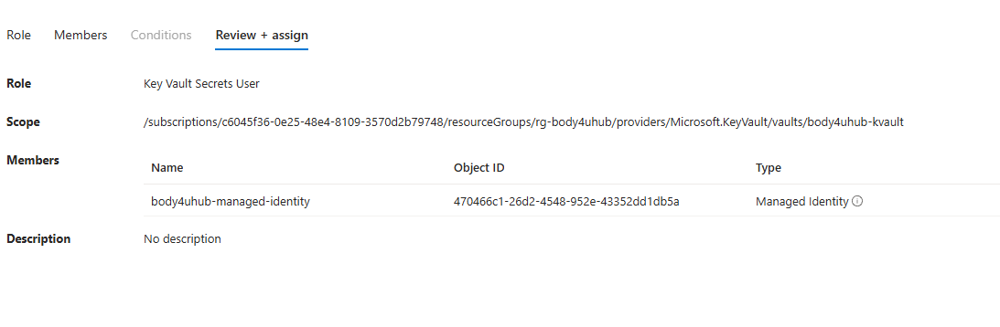 Role Members Conditions Review + assign
Role Key Vault Secrets User
Scope /subscriptions/c6045f36-0e25-48e4-8109-3570d2b79748/resourceGroups/rg-body4uhub/providers/Microsoft.KeyVault/vaults/body4uhub-kvault
Members
Name Object ID Type
body4uhub-managed-identity 470466c1-26d2-4548-952e-43352dd1db5a Managed Identity
Description No description